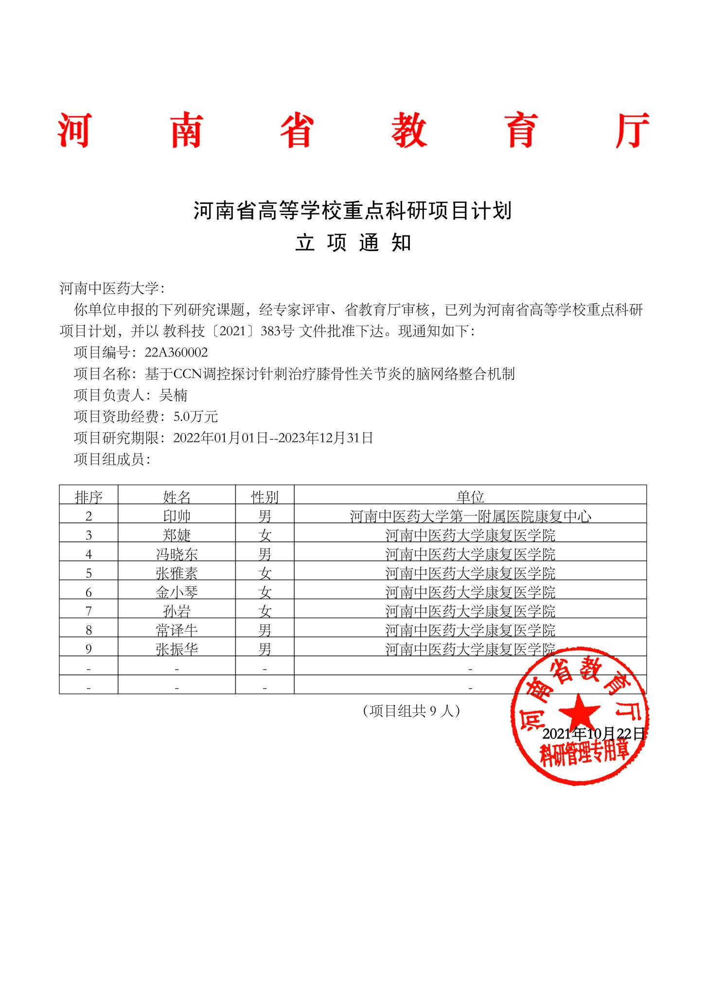 河南省教育厅
河南省高等学校重点科研项目计划
立项通知
河南中医药大学：
你单位申报的下列研究课题，经专家评审、省教育厅审核，已列为河南省高等学校重点科研
项目计划，并以 教科技〔2021〕383号 文件批准下达。现通知如下：
项目编号：22A360002
项目名称：基于CCN调控探讨针刺治疗膝骨性关节炎的脑网络整合机制
项目负责人：吴楠
项目资助经费：5.0万元
项目研究期限：2022年01月01日--2023年12月31日
项目组成员：
排序 姓名 性别 单位
2 印帅 男 河南中医药大学第一附属医院康复中心
3 郑婕 女 河南中医药大学康复医学院
4 冯晓东 男 河南中医药大学康复医学院
5 张雅素 女 河南中医药大学康复医学院
6 金小琴 女 河南中医药大学康复医学院
7 孙岩 女 河南中医药大学康复医学院
8 常译牛 男 河南中医药大学康复医学院
9 张振华 男 河南中医药大学康复医学院
- - - -
- - - -
（项目组共 9 人）
河南省教育厅
2021年10月22日
科研管理专用章